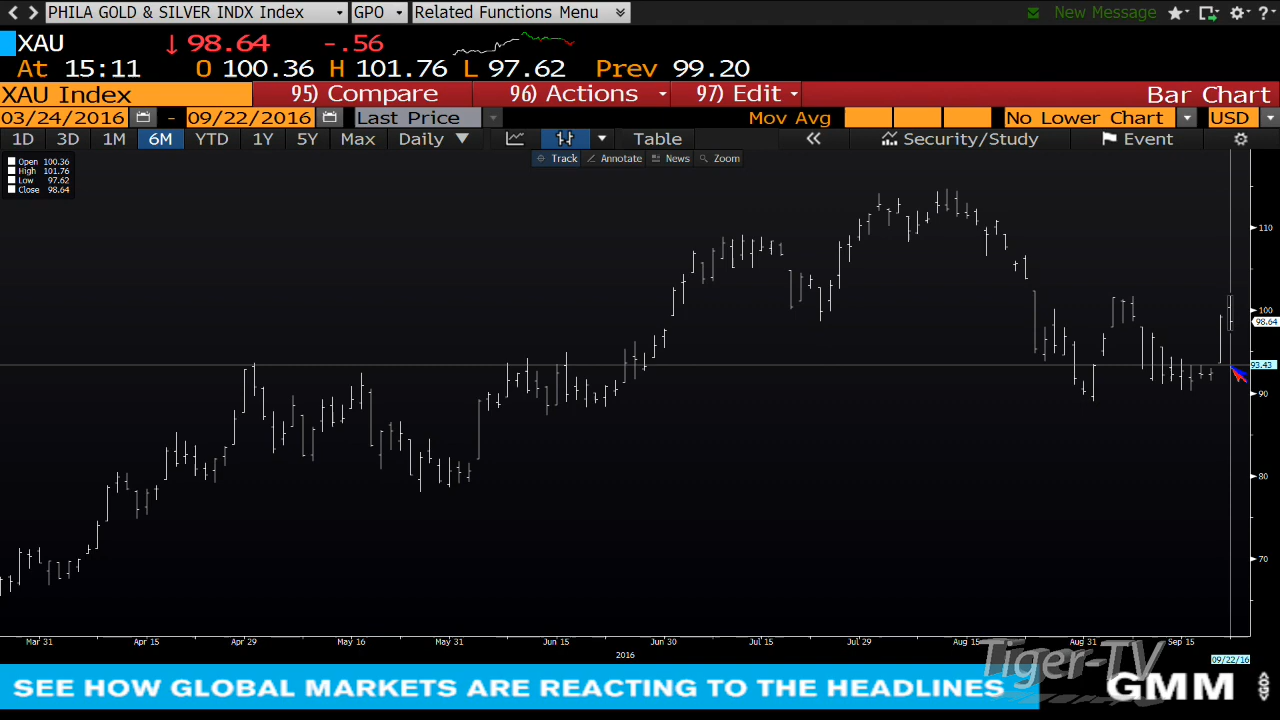 PHILA GOLD & SILVER INDX Index GPO Related Functions Menu New Message ?
XAU ↓ 98.64 -.56
At 15:11 O 100.36 H 101.76 L 97.62 Prev 99.20
XAU Index 95) Compare 96) Actions 97) Edit Bar Chart
03/24/2016 - 09/22/2016 Last Price Mov Avg No Lower Chart USD
1D 3D 1M 6M YTD 1Y 5Y Max Daily ▼ Table « Security/Study Event
Track Annotate News Zoom
Open 100.36
High 101.76
Low 97.62
Close 98.64
110
100
98.64
93.43
90
80
70
Mar 31 Apr 15 Apr 29 May 16 May 31 Jun 15 Jun 30 Jul 15 Jul 29 Aug 15 Aug 31 Sep 15
2016
09/22/16
Tiger-TV
SEE HOW GLOBAL MARKETS ARE REACTING TO THE HEADLINES GMM